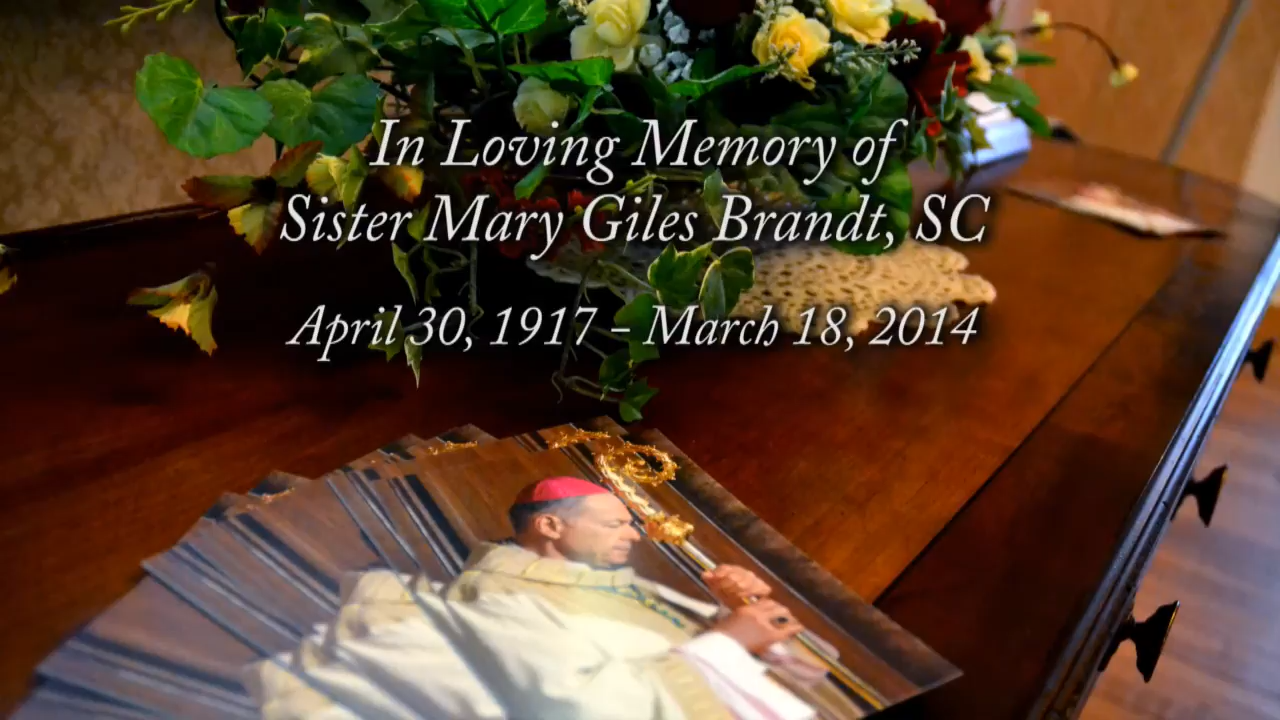 In Loving Memory of
Sister Mary Giles Brandt, SC
April 30, 1917 - March 18, 2014